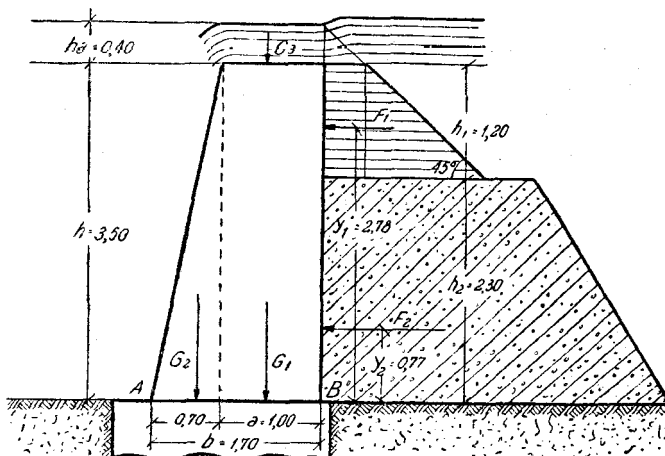 ha = 0,40
G3
h1 = 1,20
F1
45°
h = 3,50
y1 = 2,78
h2 = 2,30
F2
G2
G1
y2 = 0,77
A
B
0,70
a = 1,00
b = 1,70